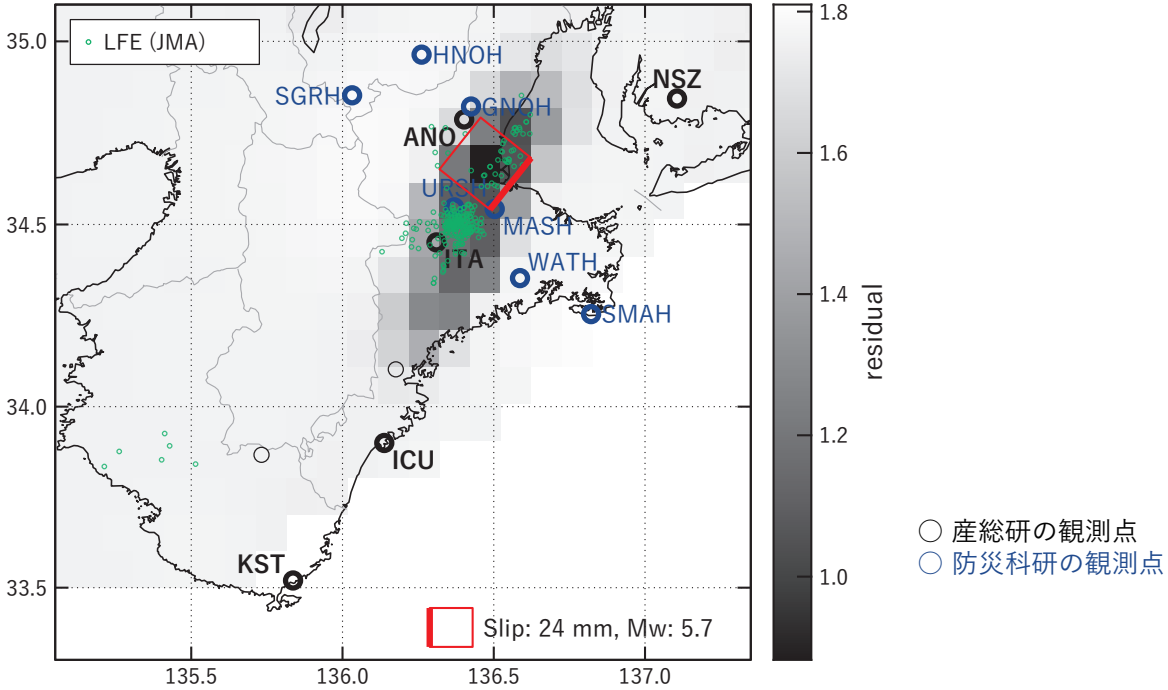 LFE (JMA)
35.0
34.5
34.0
33.5
135.5
136.0
136.5
137.0
HNOH
SGRH
GNOH
NSZ
ANO
URSH
MASH
ITA
WATH
SMAH
ICU
KST
Slip: 24 mm, Mw: 5.7
1.8
1.6
1.4
1.2
1.0
residual
産総研の観測点
防災科研の観測点